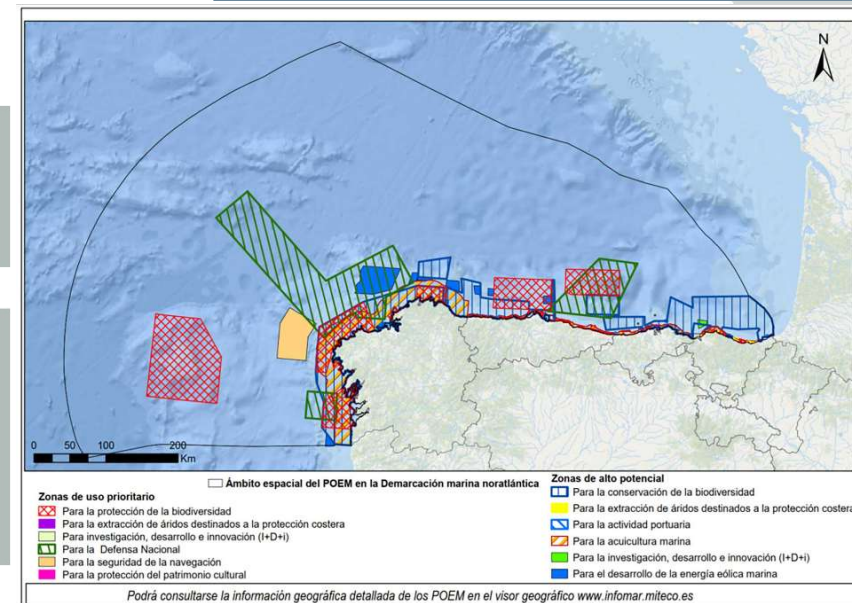 N
0 50 100 200
Km
Ámbito espacial del POEM en la Demarcación marina noratlántica
Zonas de uso prioritario
Para la protección de la biodiversidad
Para la extracción de áridos destinados a la protección costera
Para investigación, desarrollo e innovación (I+D+i)
Para la Defensa Nacional
Para la seguridad de la navegación
Para la protección del patrimonio cultural
Zonas de alto potencial
Para la conservación de la biodiversidad
Para la extracción de áridos destinados a la protección costera
Para la actividad portuaria
Para la acuicultura marina
Para la investigación, desarrollo e innovación (I+D+i)
Para el desarrollo de la energía eólica marina
Podrá consultarse la información geográfica detallada de los POEM en el visor geográfico www.infomar.miteco.es